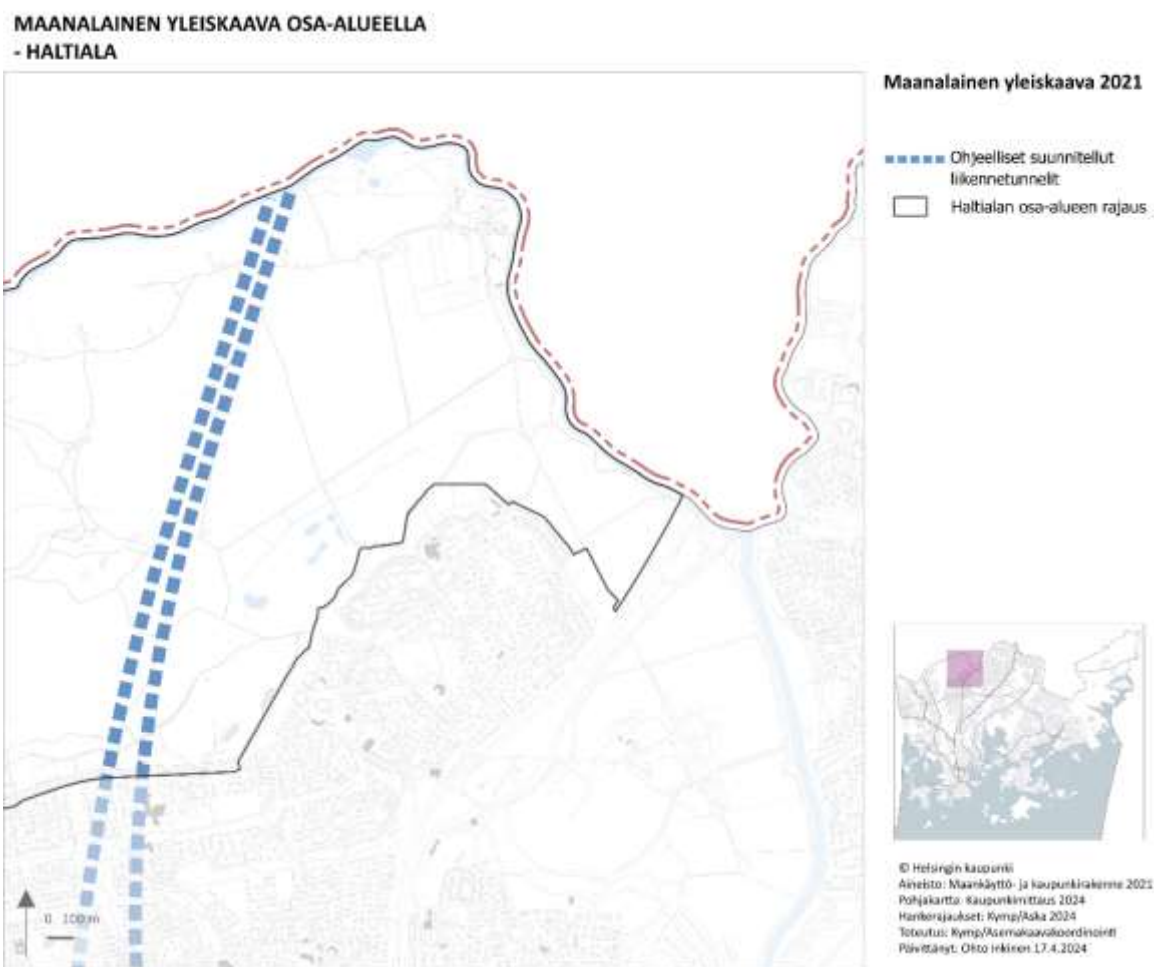 MAANALAINEN YLEISKAAVA OSA-ALUEELLA
- HALTIALA
Maanalainen yleiskaava 2021
Ohjeelliset suunnitellut
liikennetunnelit
Haltialan osa-alueen rajaus
0 100 m
© Helsingin kaupunki
Aineisto: Maankäyttö- ja kaupunkirakenne 2021
Pohjakartta: Kaupunkimittaus 2024
Hankerajaukset: Kymp/Aska 2024
Toteutus: Kymp/Asemakaavakoordinointi
Päivittänyt: Ohto Inkinen 17.4.2024